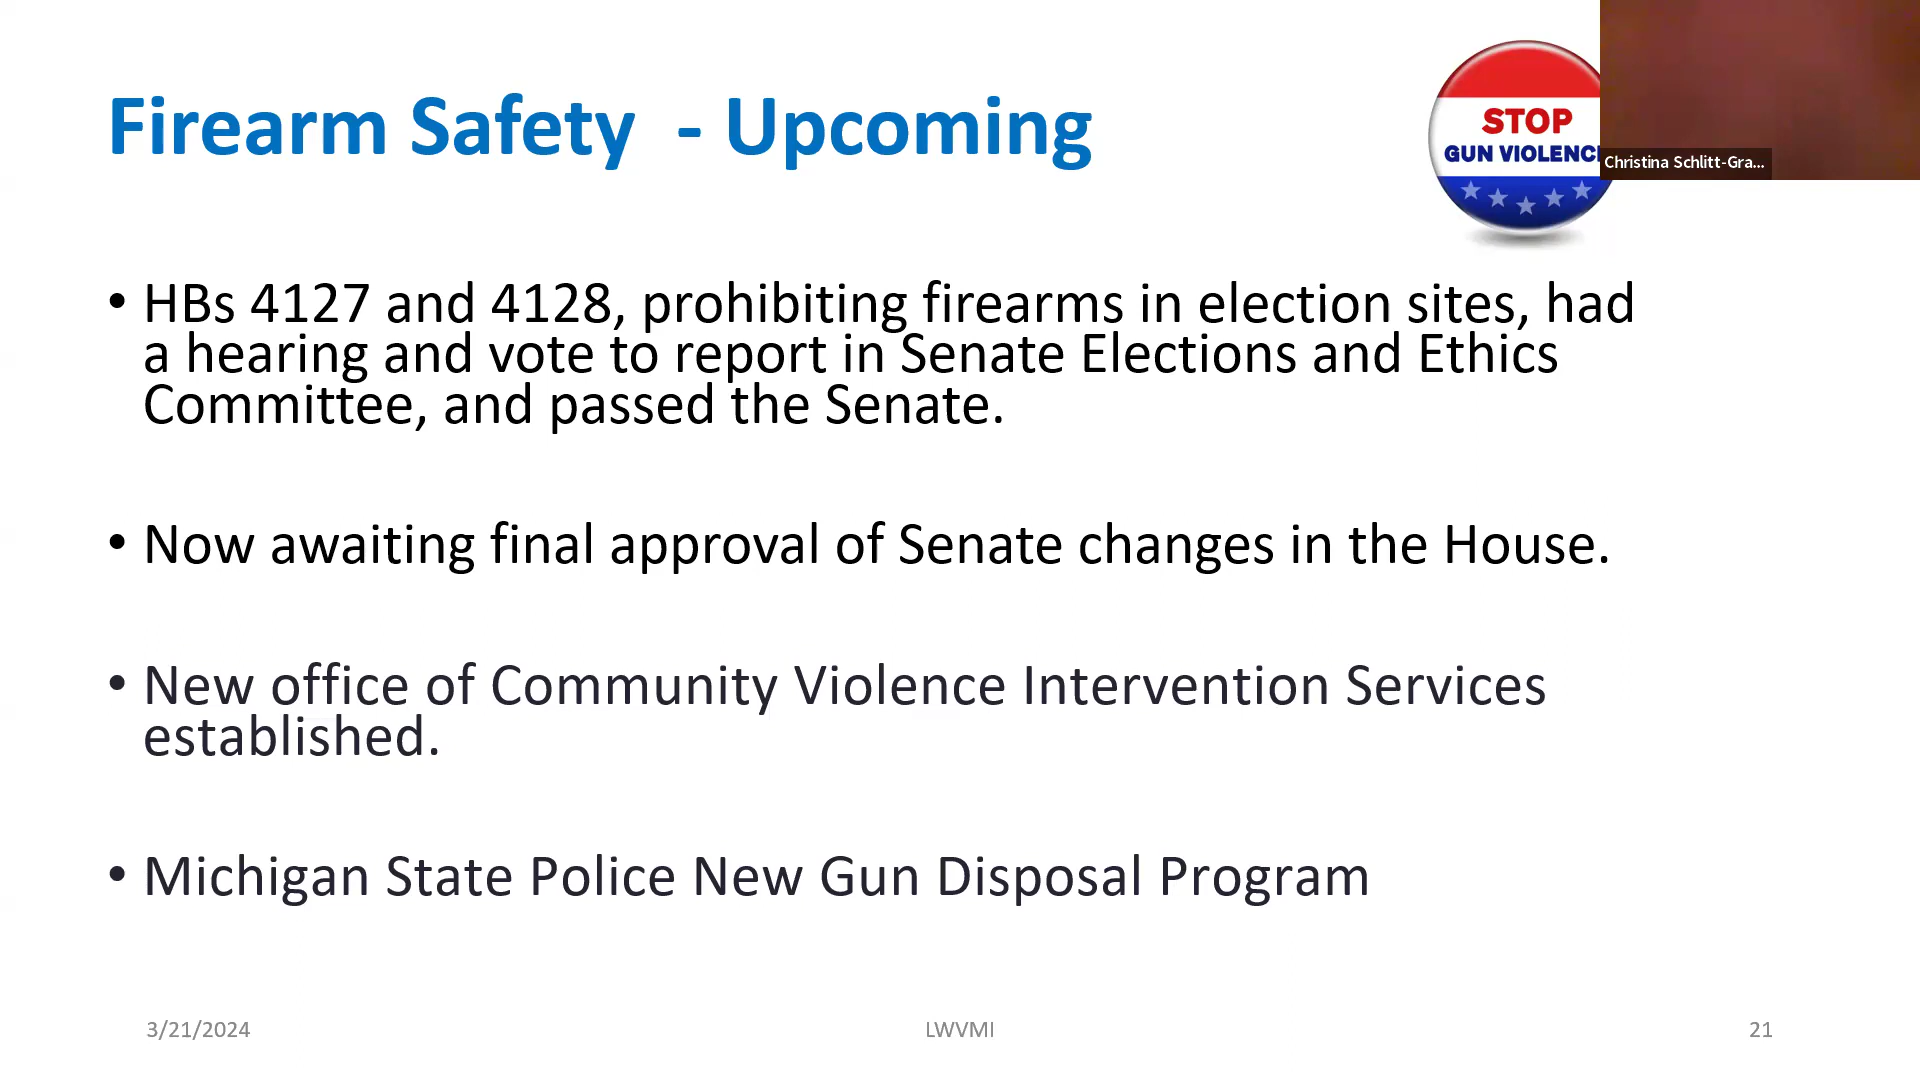 Firearm Safety - Upcoming
STOP
GUN VIOLENC
Christina Schlitt-Gra...
• HBs 4127 and 4128, prohibiting firearms in election sites, had
a hearing and vote to report in Senate Elections and Ethics
Committee, and passed the Senate.
• Now awaiting final approval of Senate changes in the House.
• New office of Community Violence Intervention Services
established.
• Michigan State Police New Gun Disposal Program
3/21/2024
LWVMI
21